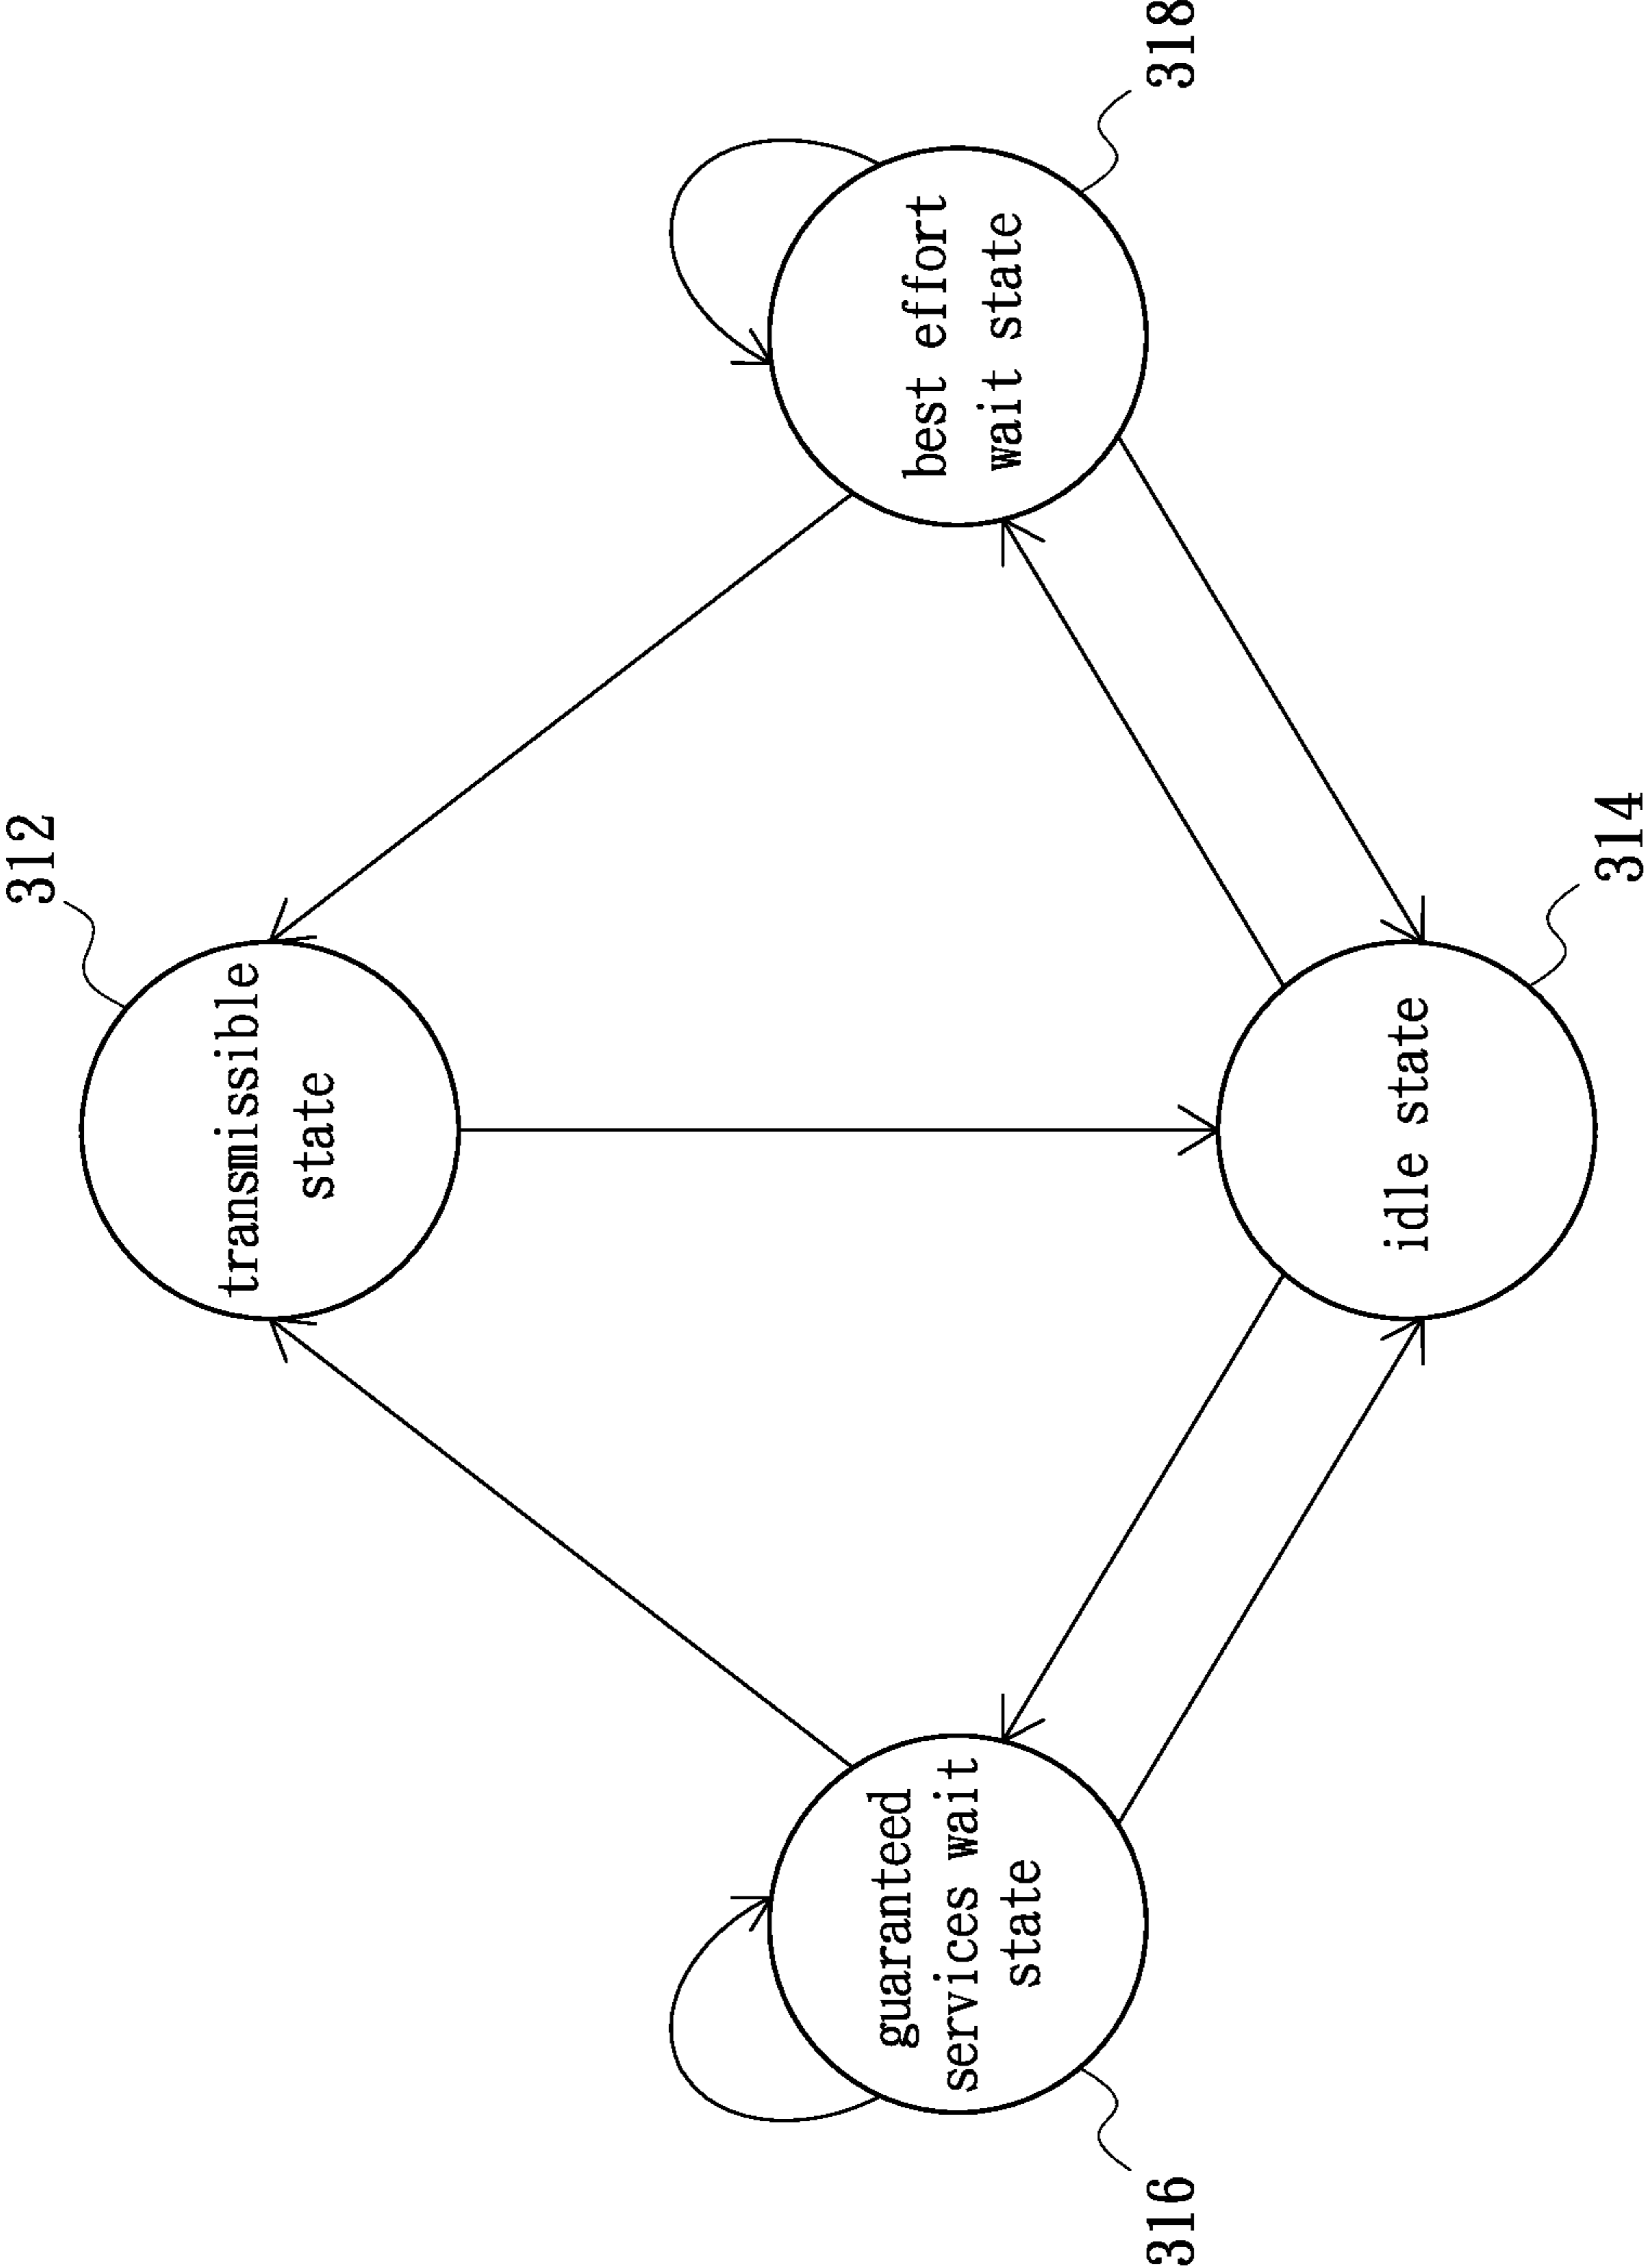 312
transmissible
state
guaranteed
services wait
state
316
best effort
wait state
318
idle state
314